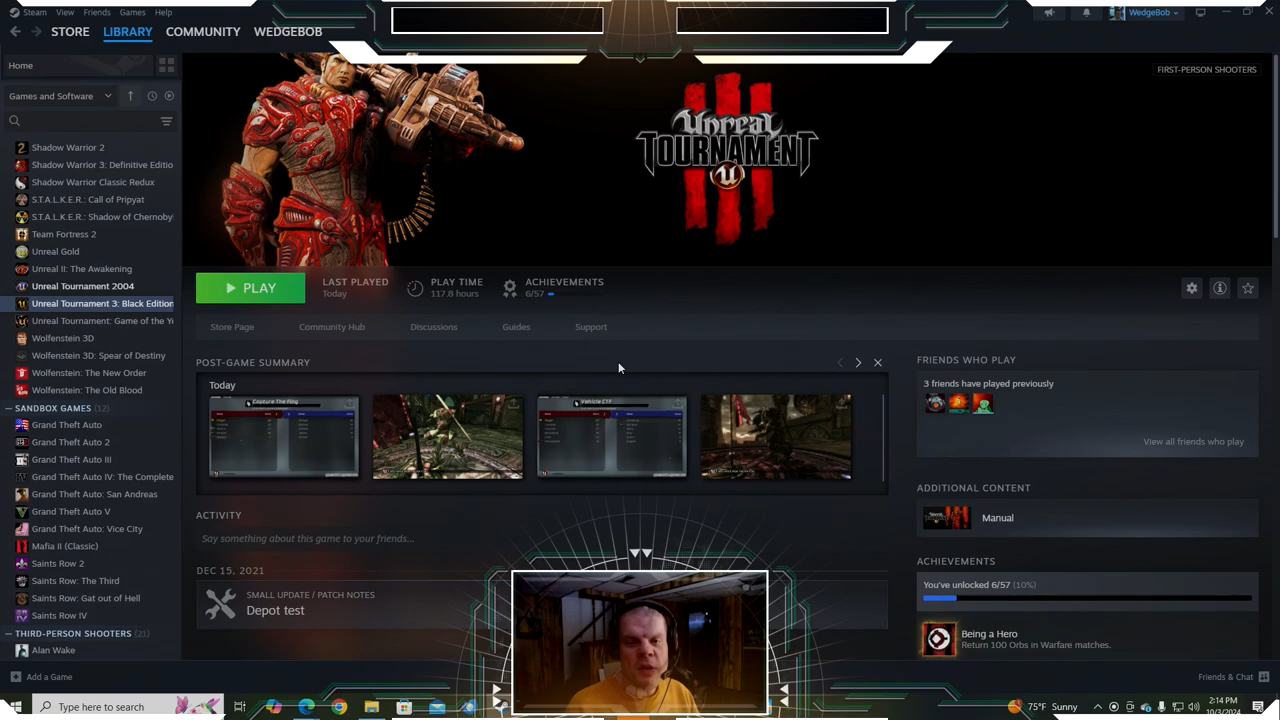 Steam View Friends Games Help
WedgeBob
STORE LIBRARY COMMUNITY WEDGEBOB
Home
FIRST-PERSON SHOOTERS
Games and Software
Unreal
TOURNAMENT
III
Shadow Warrior 2
Shadow Warrior 3: Definitive Editio
Shadow Warrior Classic Redux
S.T.A.L.K.E.R.: Call of Pripyat
S.T.A.L.K.E.R.: Shadow of Chernoby
Team Fortress 2
Unreal Gold
Unreal II: The Awakening
Unreal Tournament 2004
Unreal Tournament 3: Black Edition
Unreal Tournament: Game of the Ye
Wolfenstein 3D
Wolfenstein 3D: Spear of Destiny
Wolfenstein: The New Order
Wolfenstein: The Old Blood
SANDBOX GAMES (12)
Grand Theft Auto
Grand Theft Auto 2
Grand Theft Auto III
Grand Theft Auto IV: The Complete
Grand Theft Auto: San Andreas
Grand Theft Auto V
Grand Theft Auto: Vice City
Mafia II (Classic)
Saints Row 2
Saints Row: The Third
Saints Row: Gat out of Hell
Saints Row IV
THIRD-PERSON SHOOTERS (21)
Alan Wake
Add a Game
PLAY
LAST PLAYED
Today
PLAY TIME
117.8 hours
ACHIEVEMENTS
6/57
Store Page Community Hub Discussions Guides Support
POST-GAME SUMMARY
Today
Capture The Flag
Vehicle CTF
ACTIVITY
Say something about this game to your friends...
DEC 15, 2021
SMALL UPDATE / PATCH NOTES
Depot test
FRIENDS WHO PLAY
3 friends have played previously
View all friends who play
ADDITIONAL CONTENT
Manual
ACHIEVEMENTS
You've unlocked 6/57 (10%)
Being a Hero
Return 100 Orbs in Warfare matches.
Friends & Chat
Type here to search
75°F Sunny
2:14 PM
10/3/2024